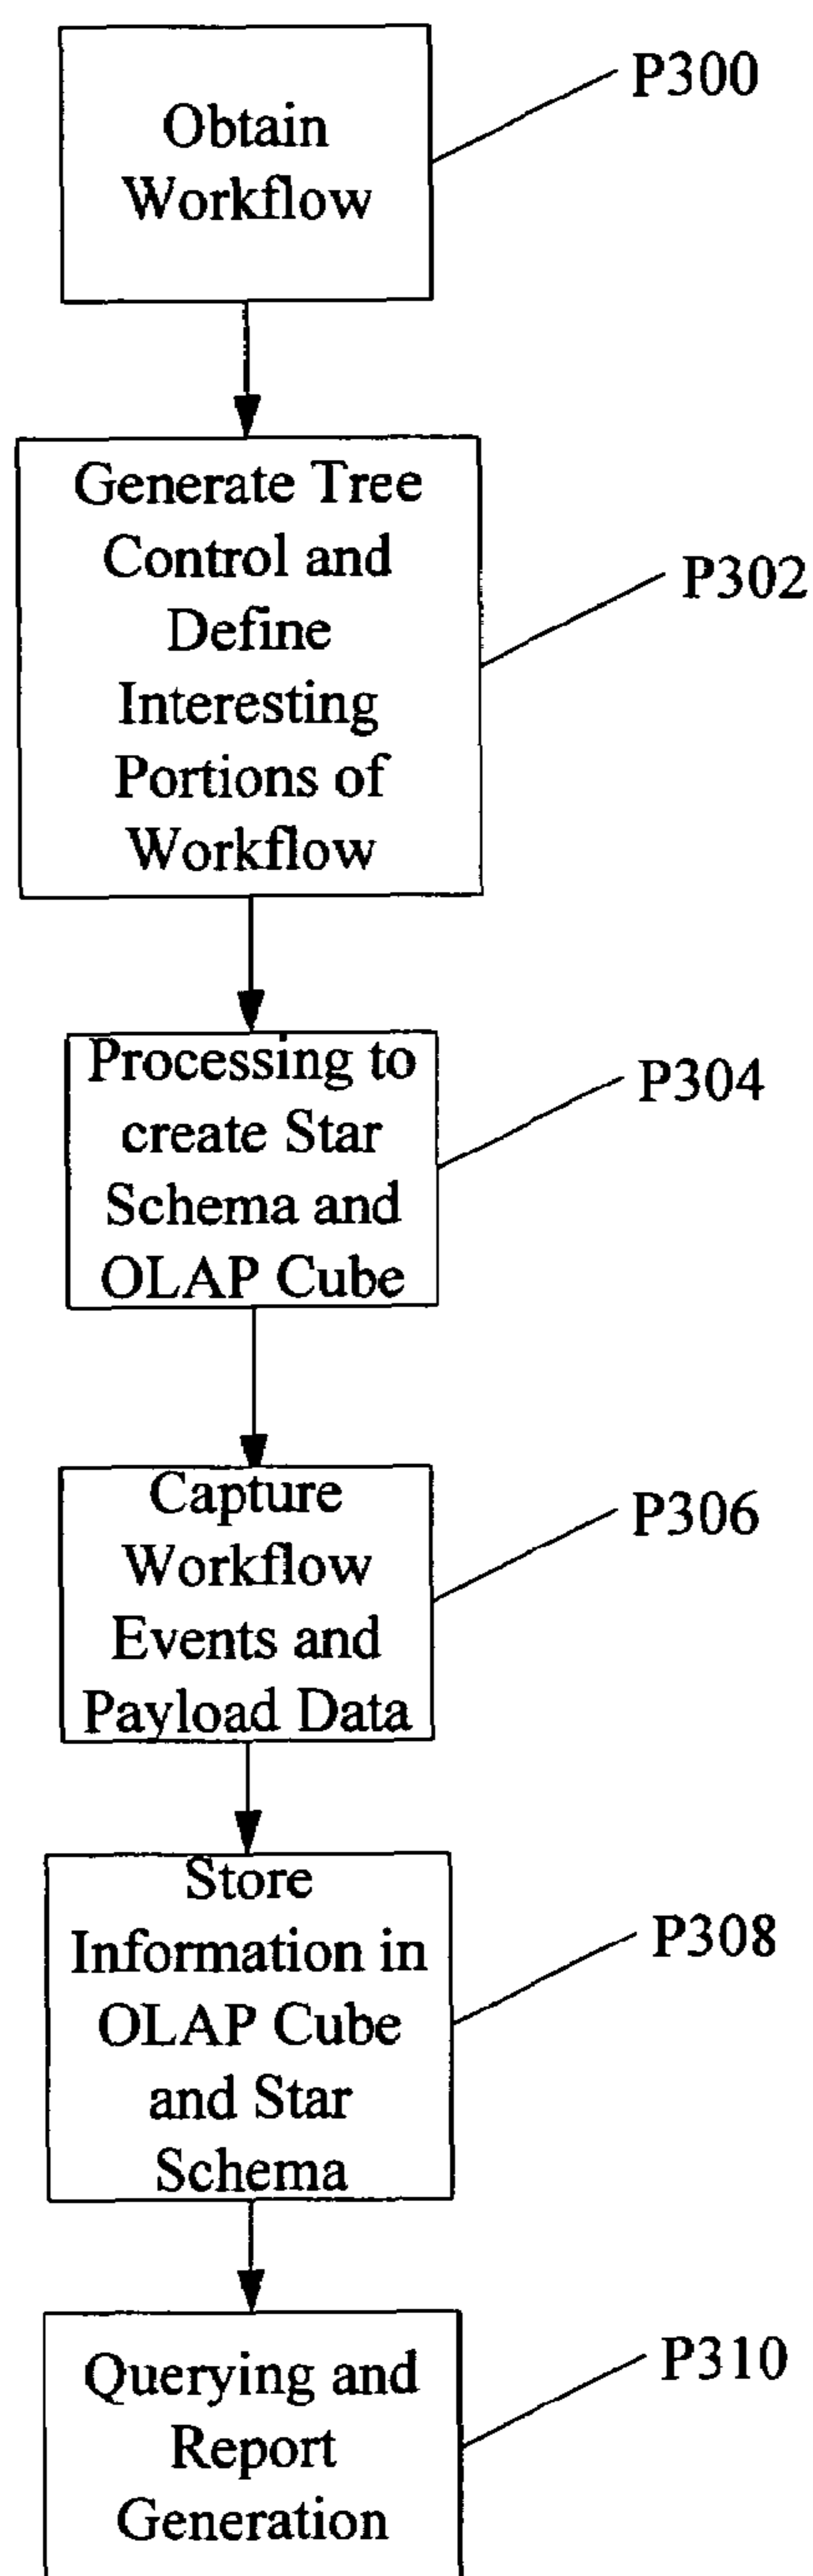 Obtain
Workflow
P300
Generate Tree
Control and
Define
Interesting
Portions of
Workflow
P302
Processing to
create Star
Schema and
OLAP Cube
P304
Capture
Workflow
Events and
Payload Data
P306
Store
Information in
OLAP Cube
and Star
Schema
P308
Querying and
Report
Generation
P310